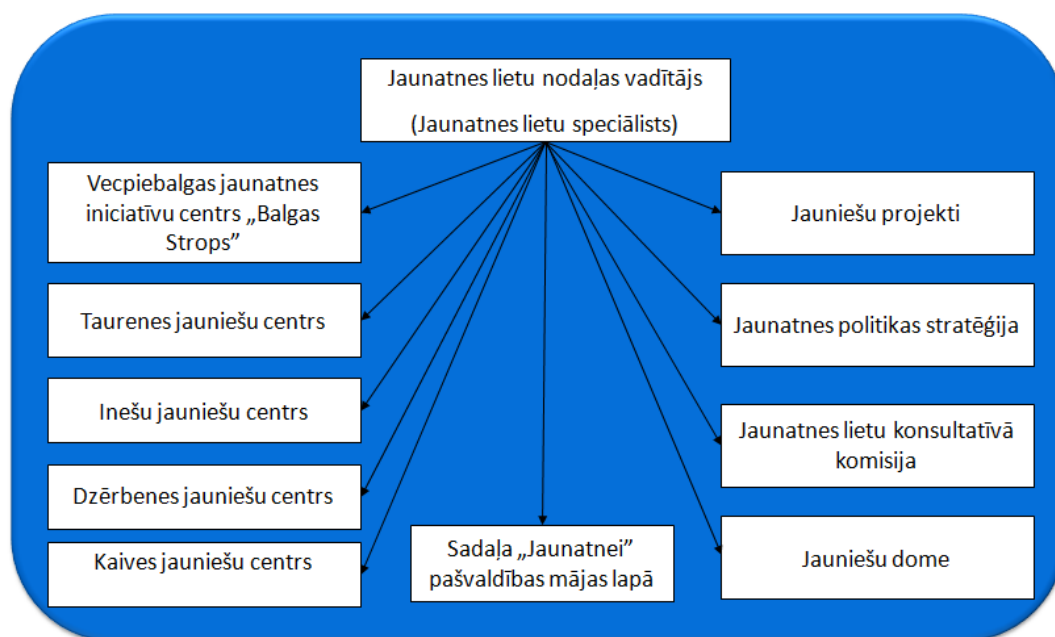 Jaunatnes lietu nodaļas vadītājs
(Jaunatnes lietu speciālists)
Vecpiebalgas jaunatnes
iniciatīvu centrs „Balgas
Strops”
Taurenes jauniešu centrs
Inešu jauniešu centrs
Dzērbenes jauniešu centrs
Kaives jauniešu centrs
Sadaļa „Jaunatnei”
pašvaldības mājas lapā
Jauniešu projekti
Jaunatnes politikas stratēģija
Jaunatnes lietu konsultatīvā
komisija
Jauniešu dome